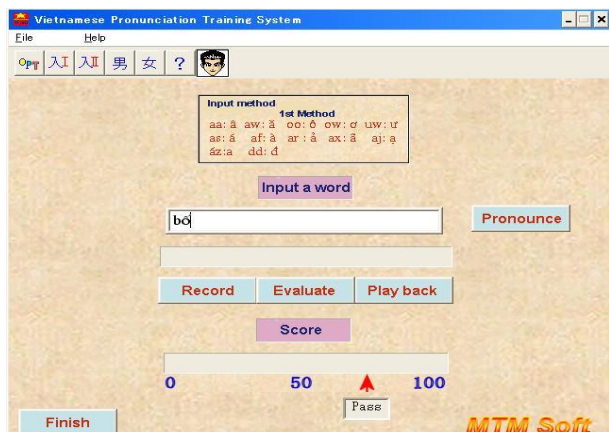 Vietnamese Pronunciation Training System
File Help
OPT 入I 入II 男 女 ?
Input method
1st Method
aa: â aw: ă oo: ô ow: ơ uw: ư
as: á af: à ar: ả ax: ã aj: ạ
áz:a dd: đ
Input a word
bố
Pronounce
Record Evaluate Play back
Score
0 50 100
Pass
Finish
MTM Soft